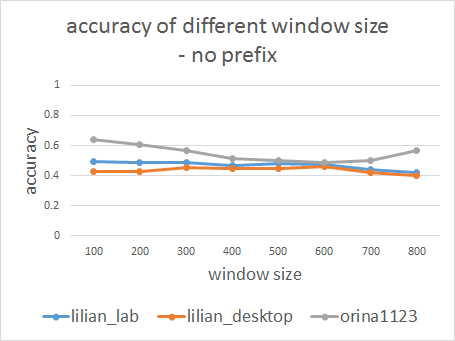 accuracy of different window size
- no prefix
1
0.8
0.6
0.4
0.2
0
accuracy
100 200 300 400 500 600 700 800
window size
lilian_lab lilian_desktop orina1123